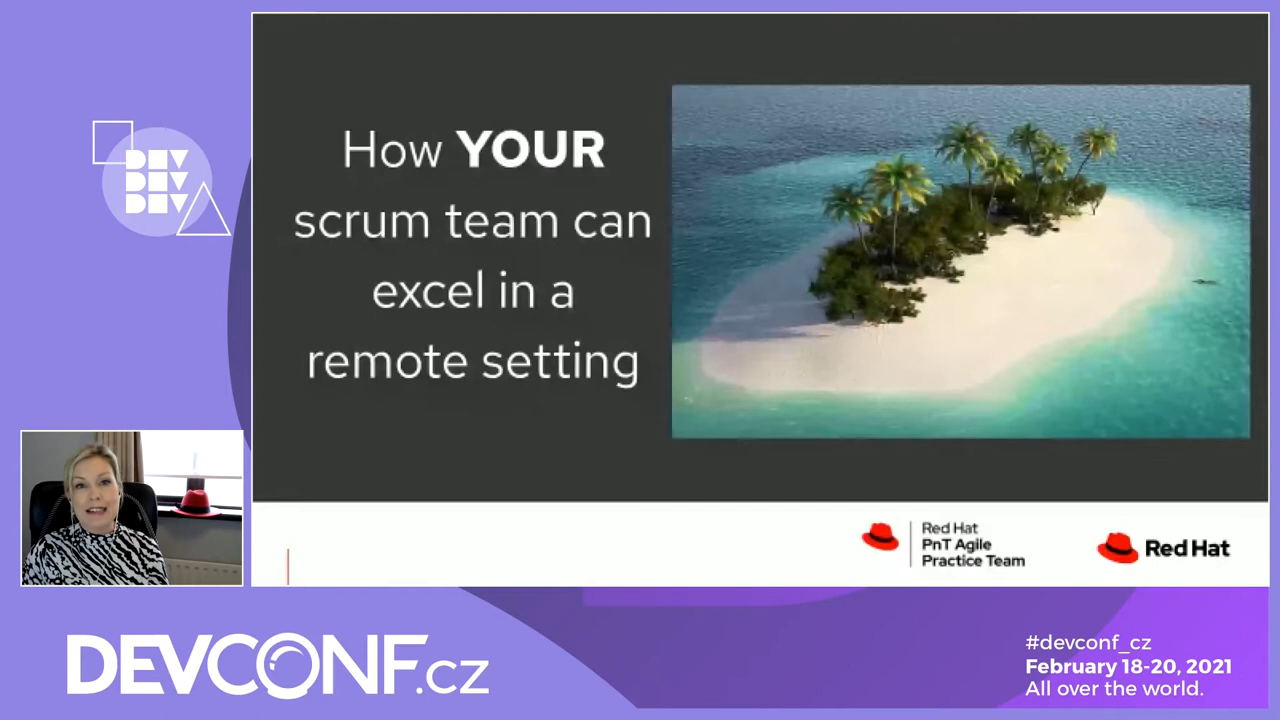 DEV
DEV
DEV
How YOUR
scrum team can
excel in a
remote setting
Red Hat
PnT Agile
Practice Team
Red Hat
DEVCONF.cz
#devconf_cz
February 18-20, 2021
All over the world.